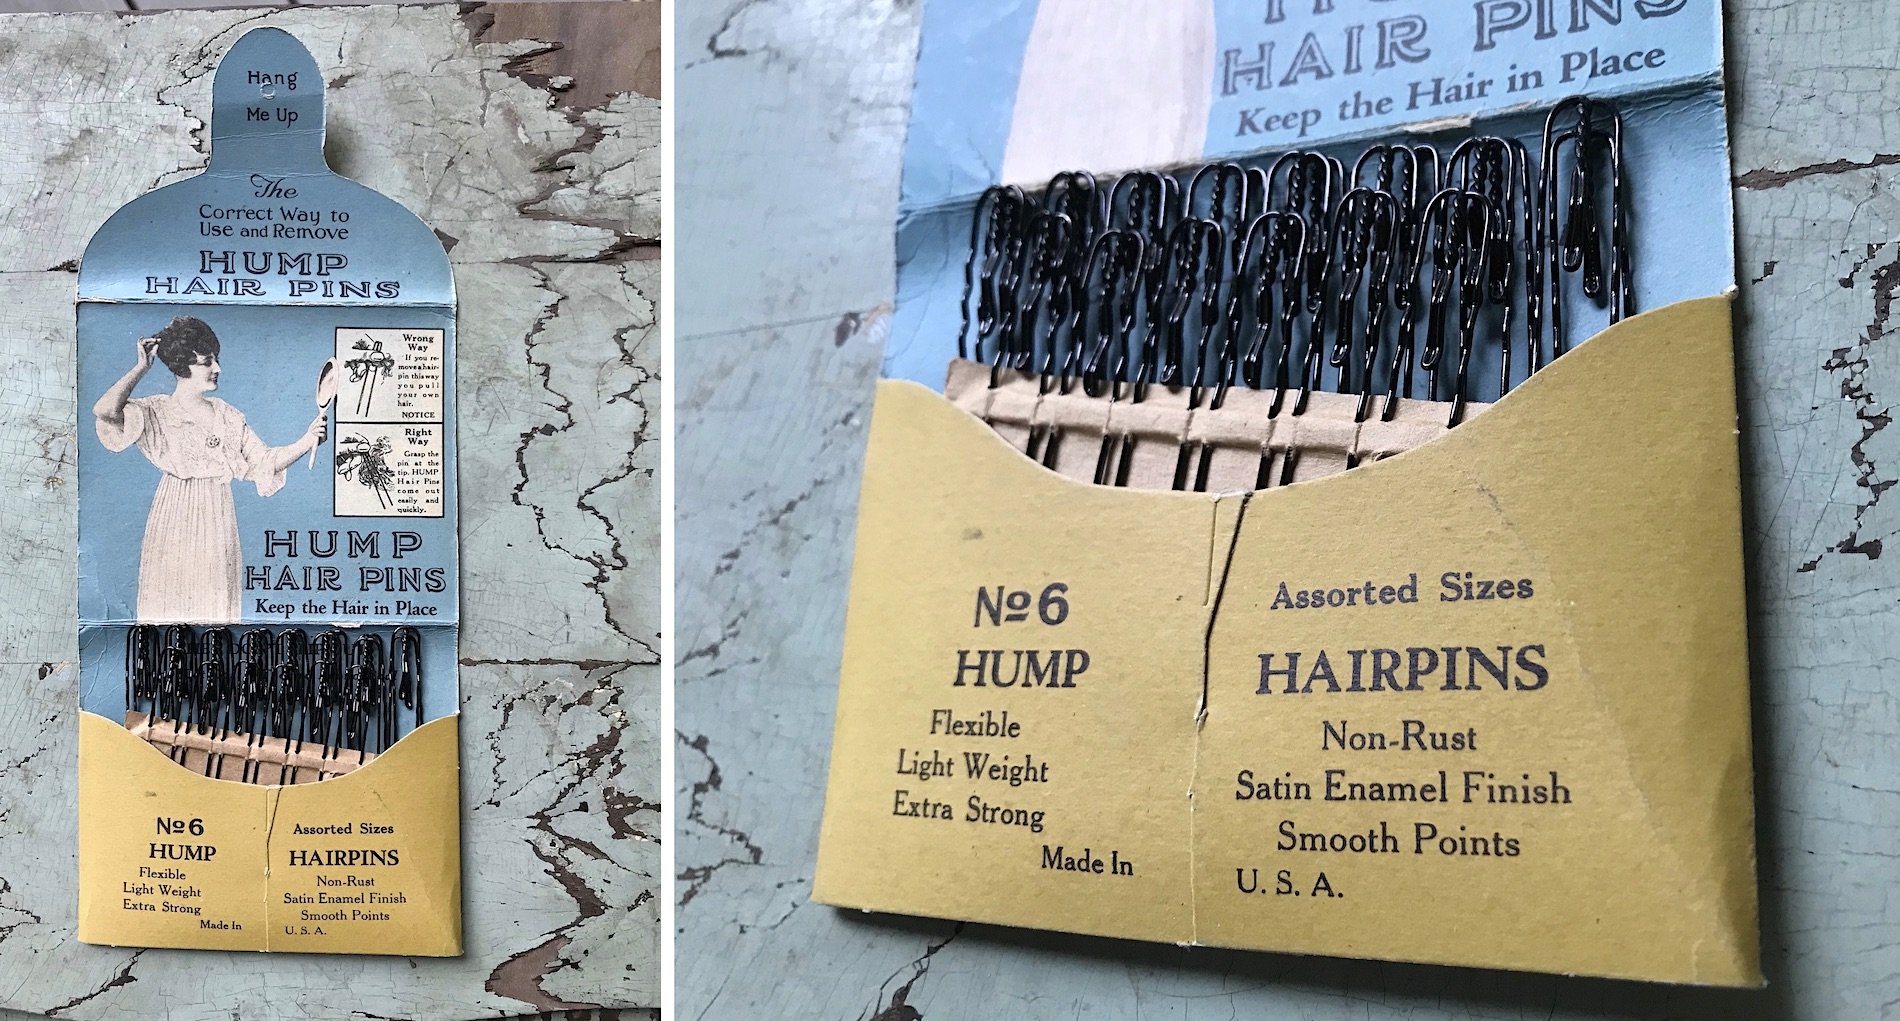 Hang
Me Up
The
Correct Way to
Use and Remove
HUMP
HAIR PINS
Wrong
Way
If you re-
move a hair-
pin this way
you pull
your own
hair.
NOTICE
Right
Way
Grasp the
pin at the
tip. HUMP
Hair Pins
come out
easily and
quickly.
HUMP
HAIR PINS
Keep the Hair in Place
No 6
HUMP
Flexible
Light Weight
Extra Strong
Made In
Assorted Sizes
HAIRPINS
Non-Rust
Satin Enamel Finish
Smooth Points
U. S. A.
HAIR PINS
Keep the Hair in Place
No 6
HUMP
Flexible
Light Weight
Extra Strong
Made In
Assorted Sizes
HAIRPINS
Non-Rust
Satin Enamel Finish
Smooth Points
U. S. A.